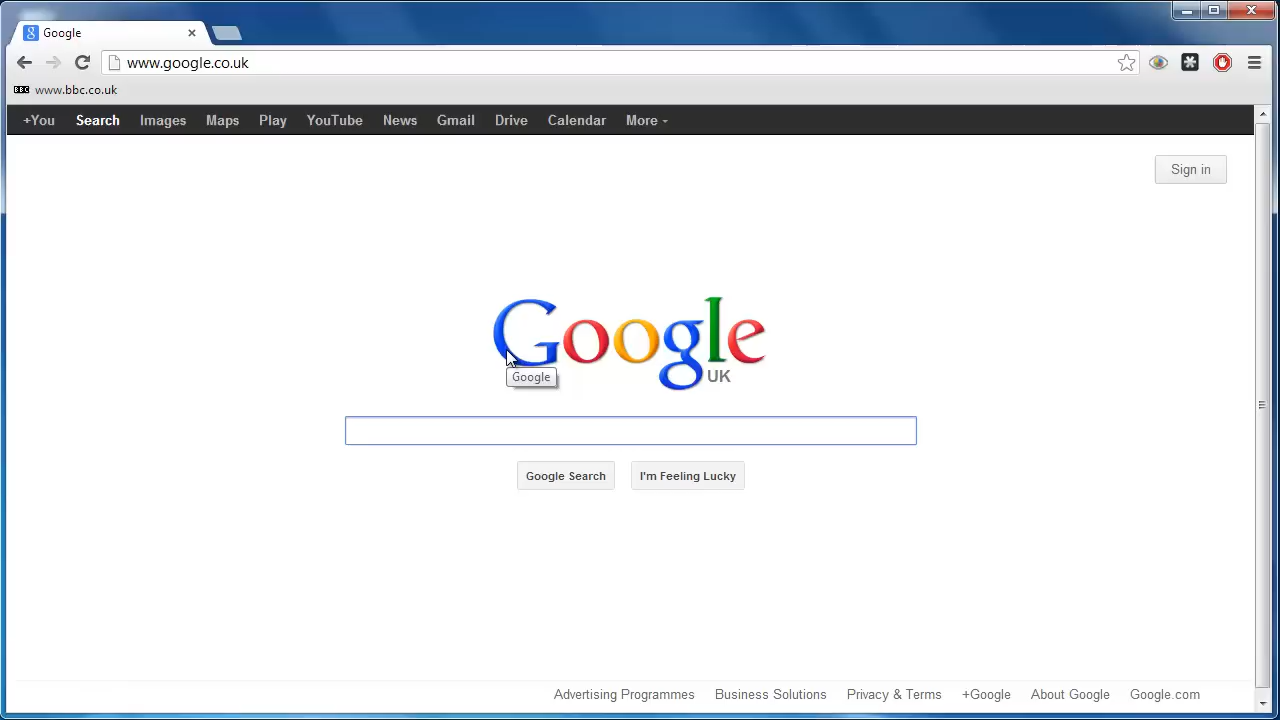 Google
www.google.co.uk
BBC www.bbc.co.uk
+You Search Images Maps Play YouTube News Gmail Drive Calendar More
Sign in
Google
UK
Google
Google Search I'm Feeling Lucky
Advertising Programmes Business Solutions Privacy & Terms +Google About Google Google.com